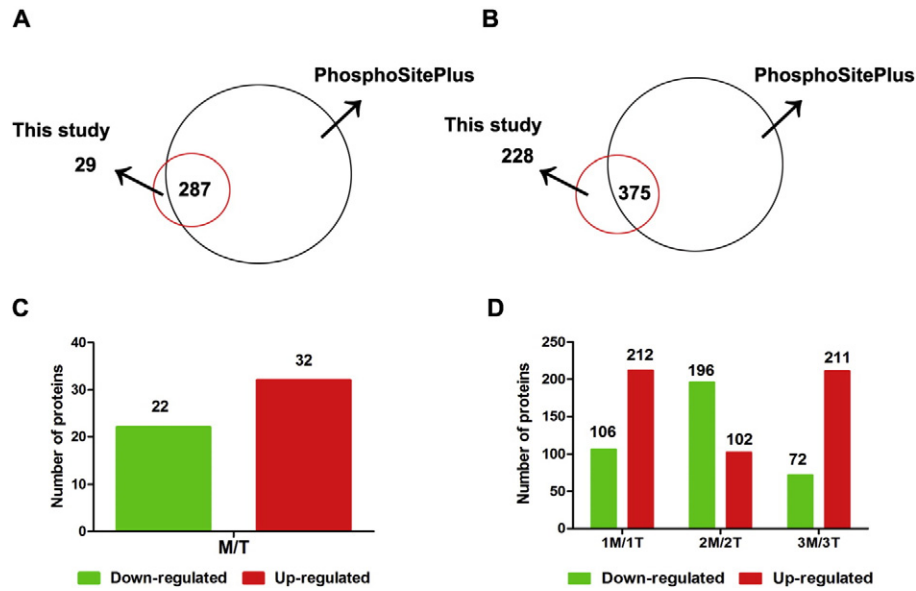 A
PhosphoSitePlus
This study
29
287
B
PhosphoSitePlus
This study
228
375
C
Number of proteins
40
30
20
10
0
22
32
M/T
Down-regulated
Up-regulated
D
Number of proteins
250
200
150
100
50
0
106
212
196
102
72
211
1M/1T
2M/2T
3M/3T
Down-regulated
Up-regulated